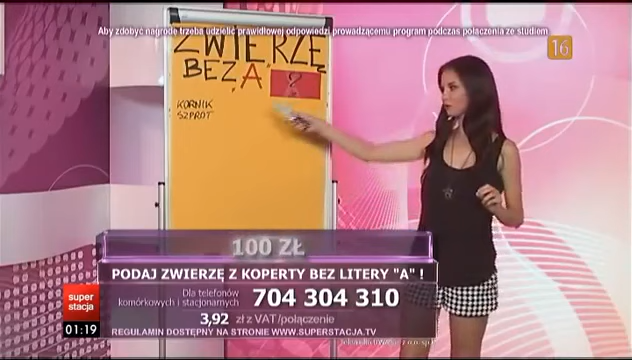 Aby zdobyć nagrodę trzeba udzielić prawidłowej odpowiedzi prowadzącemu program podczas połączenia ze studiem
16
ZWIERZĘ
BEZ "A"
?
KORNIK
SZPROT
100 ZŁ
PODAJ ZWIERZĘ Z KOPERTY BEZ LITERY "A" !
Dla telefonów
komórkowych i stacjonarnych 704 304 310
3,92 zł z VAT/połączenie
REGULAMIN DOSTĘPNY NA STRONIE WWW.SUPERSTACJA.TV
super
stacja
01:19